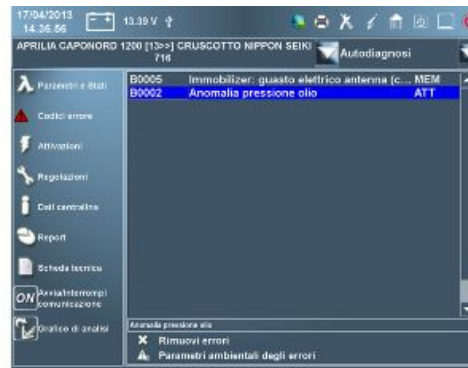 17/04/2013
14.36.56
13.39 V
APRILIA CAPONORD 1200 [13>>] CRUSCOTTO NIPPON SEIKI
716
Autodiagnosi
Parametri e Stati
Codici errore
Attivazioni
Regolazioni
Dati centralina
Report
Scheda tecnica
ON Avvia/Interrompi
comunicazione
Grafico di analisi
B0005 Immobilizer: guasto elettrico antenna (c... MEM
B0002 Anomalia pressione olio ATT
Anomalia pressione olio
Rimuovi errori
Parametri ambientali degli errori